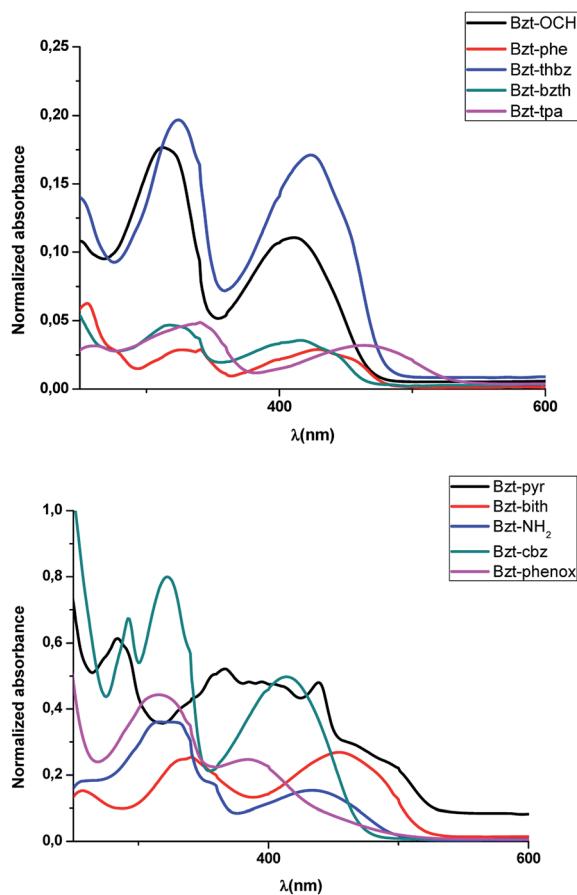 Bzt-OCH
Bzt-phe
Bzt-thbz
Bzt-bzth
Bzt-tpa
0,25
0,20
0,15
0,10
0,05
0,00
Normalized absorbance
400
600
λ(nm)
Bzt-pyr
Bzt-bith
Bzt-NH₂
Bzt-cbz
Bzt-phenox
1,0
0,8
0,6
0,4
0,2
0,0
Normalized absorbance
400
600
λ(nm)